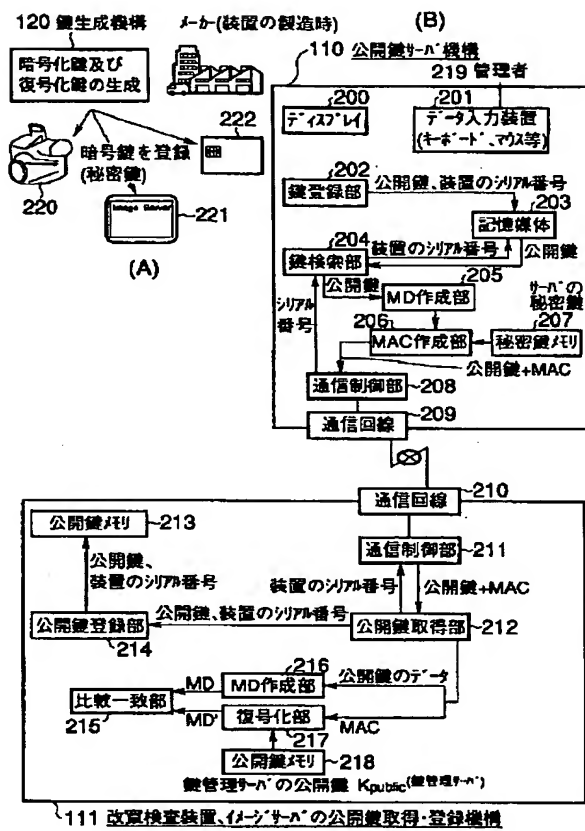 120 鍵生成機構
メーカー(装置の製造時)
(B)
暗号化鍵及び
復号化鍵の生成
110 公開鍵サーバ機構
219 管理者
222
200
ディスプレイ
201
データ入力装置
(キーボード、マウス等)
暗号鍵を登録
(秘密鍵)
220
Image Server
221
(A)
202
鍵登録部
公開鍵、装置のシリアル番号
203
記憶媒体
204
鍵検索部
装置のシリアル番号
公開鍵
205
公開鍵
MD作成部
シリアル
番号
サーバの
秘密鍵
206
MAC作成部
207
秘密鍵メモリ
公開鍵+MAC
通信制御部
208
通信回線
209
通信回線
210
公開鍵メモリ
213
通信制御部
211
公開鍵、
装置のシリアル番号
装置のシリアル番号
公開鍵+MAC
公開鍵登録部
214
公開鍵、装置のシリアル番号
公開鍵取得部
212
216
MD
MD作成部
公開鍵のデータ
比較一致部
215
MD'
復号化部
217
MAC
公開鍵メモリ
218
鍵管理サーバの公開鍵 Kpublic(鍵管理サーバ)
111 改竄検査装置、イメージサーバの公開鍵取得・登録機構